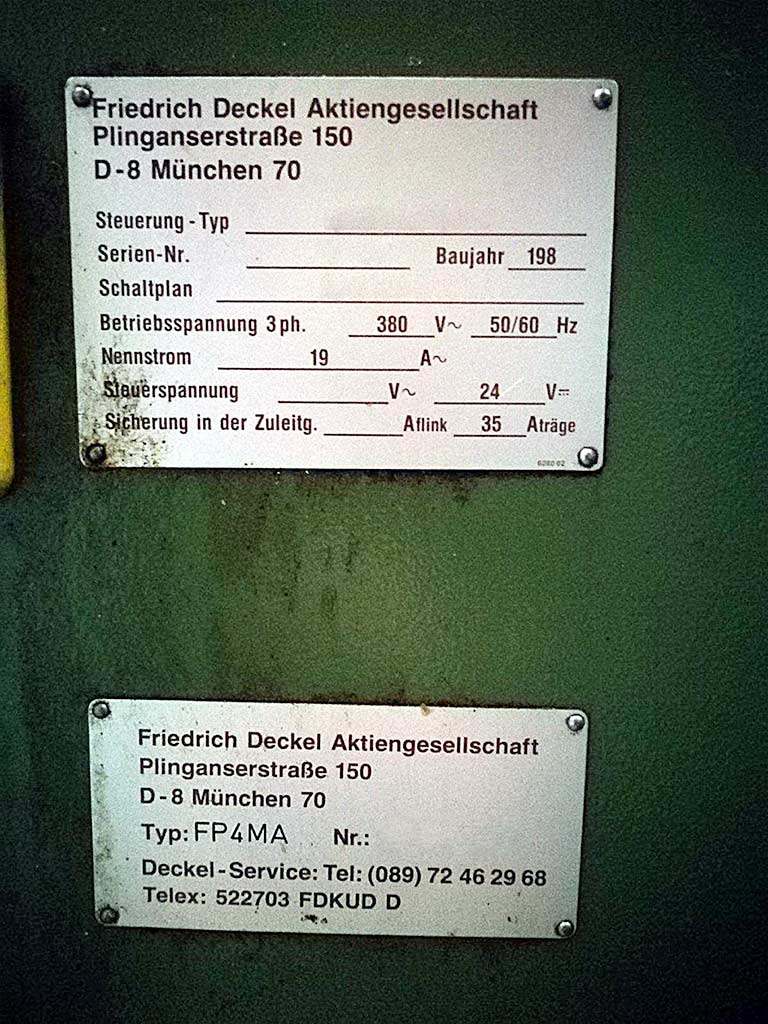 Friedrich Deckel Aktiengesellschaft
Plinganserstraße 150
D-8 München 70
Steuerung - Typ
Serien-Nr. Baujahr 198
Schaltplan
Betriebsspannung 3 ph. 380 V~ 50/60 Hz
Nennstrom 19 A~
Steuerspannung V~ 24 V⎓
Sicherung in der Zuleitg. Aflink 35 Aträge
6280 02
Friedrich Deckel Aktiengesellschaft
Plinganserstraße 150
D-8 München 70
Typ: FP4MA Nr.:
Deckel-Service: Tel: (089) 72 46 29 68
Telex: 522703 FDKUD D